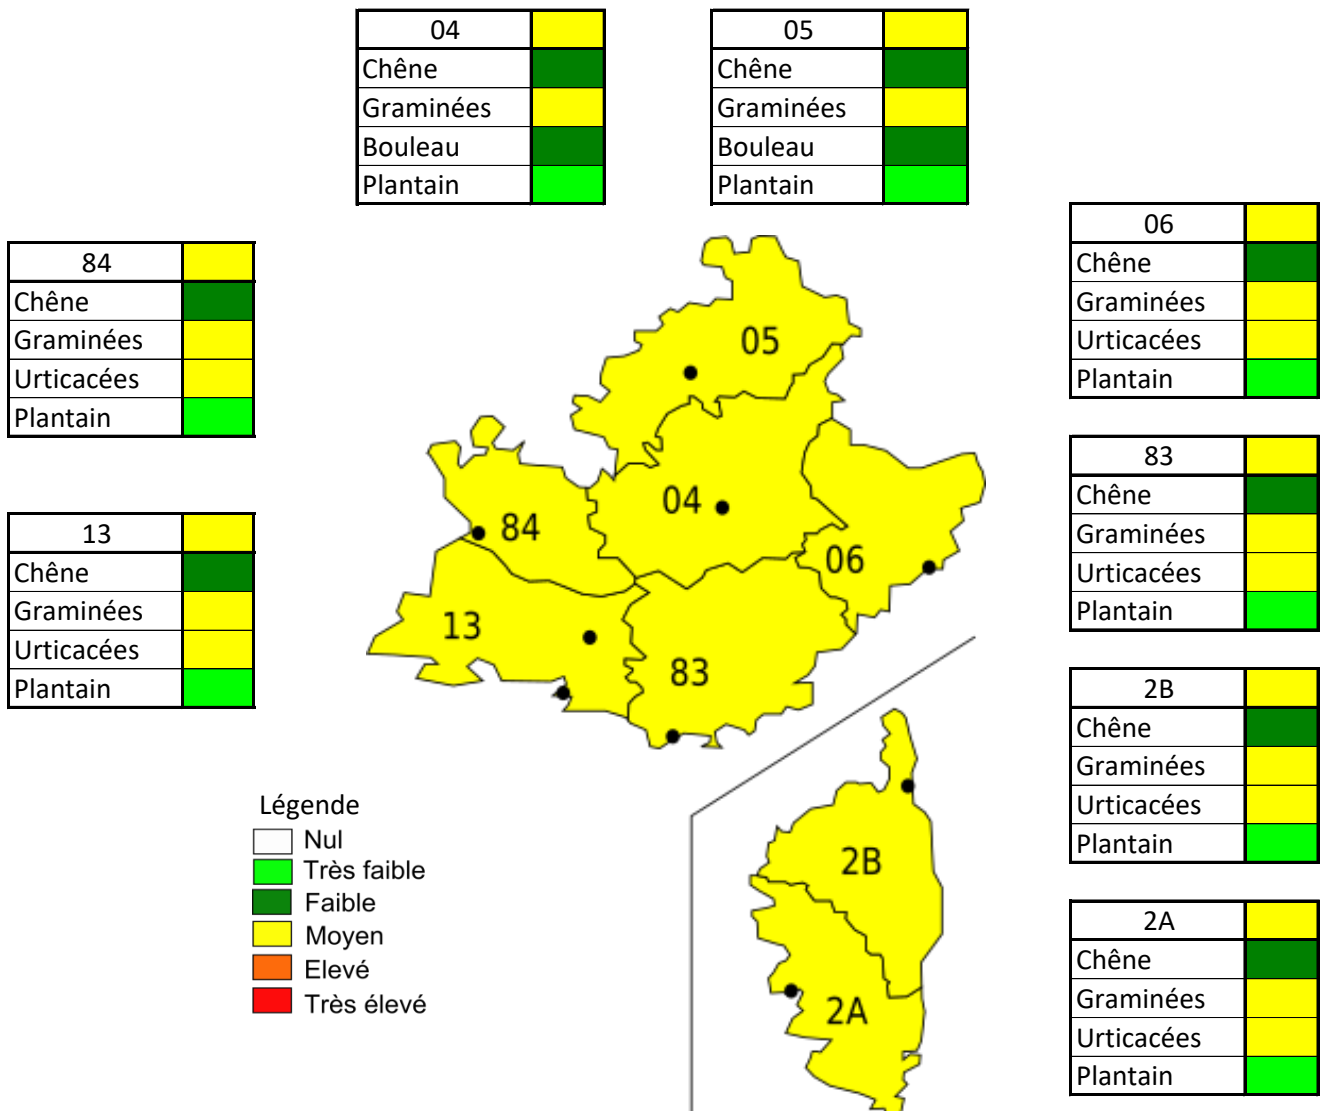 04
Chêne
Graminées
Bouleau
Plantain
05
Chêne
Graminées
Bouleau
Plantain
06
Chêne
Graminées
Urticacées
Plantain
84
Chêne
Graminées
Urticacées
Plantain
83
Chêne
Graminées
Urticacées
Plantain
13
Chêne
Graminées
Urticacées
Plantain
2B
Chêne
Graminées
Urticacées
Plantain
2A
Chêne
Graminées
Urticacées
Plantain
05
04
84
06
13
83
2B
2A
Légende
Nul
Très faible
Faible
Moyen
Elevé
Très élevé